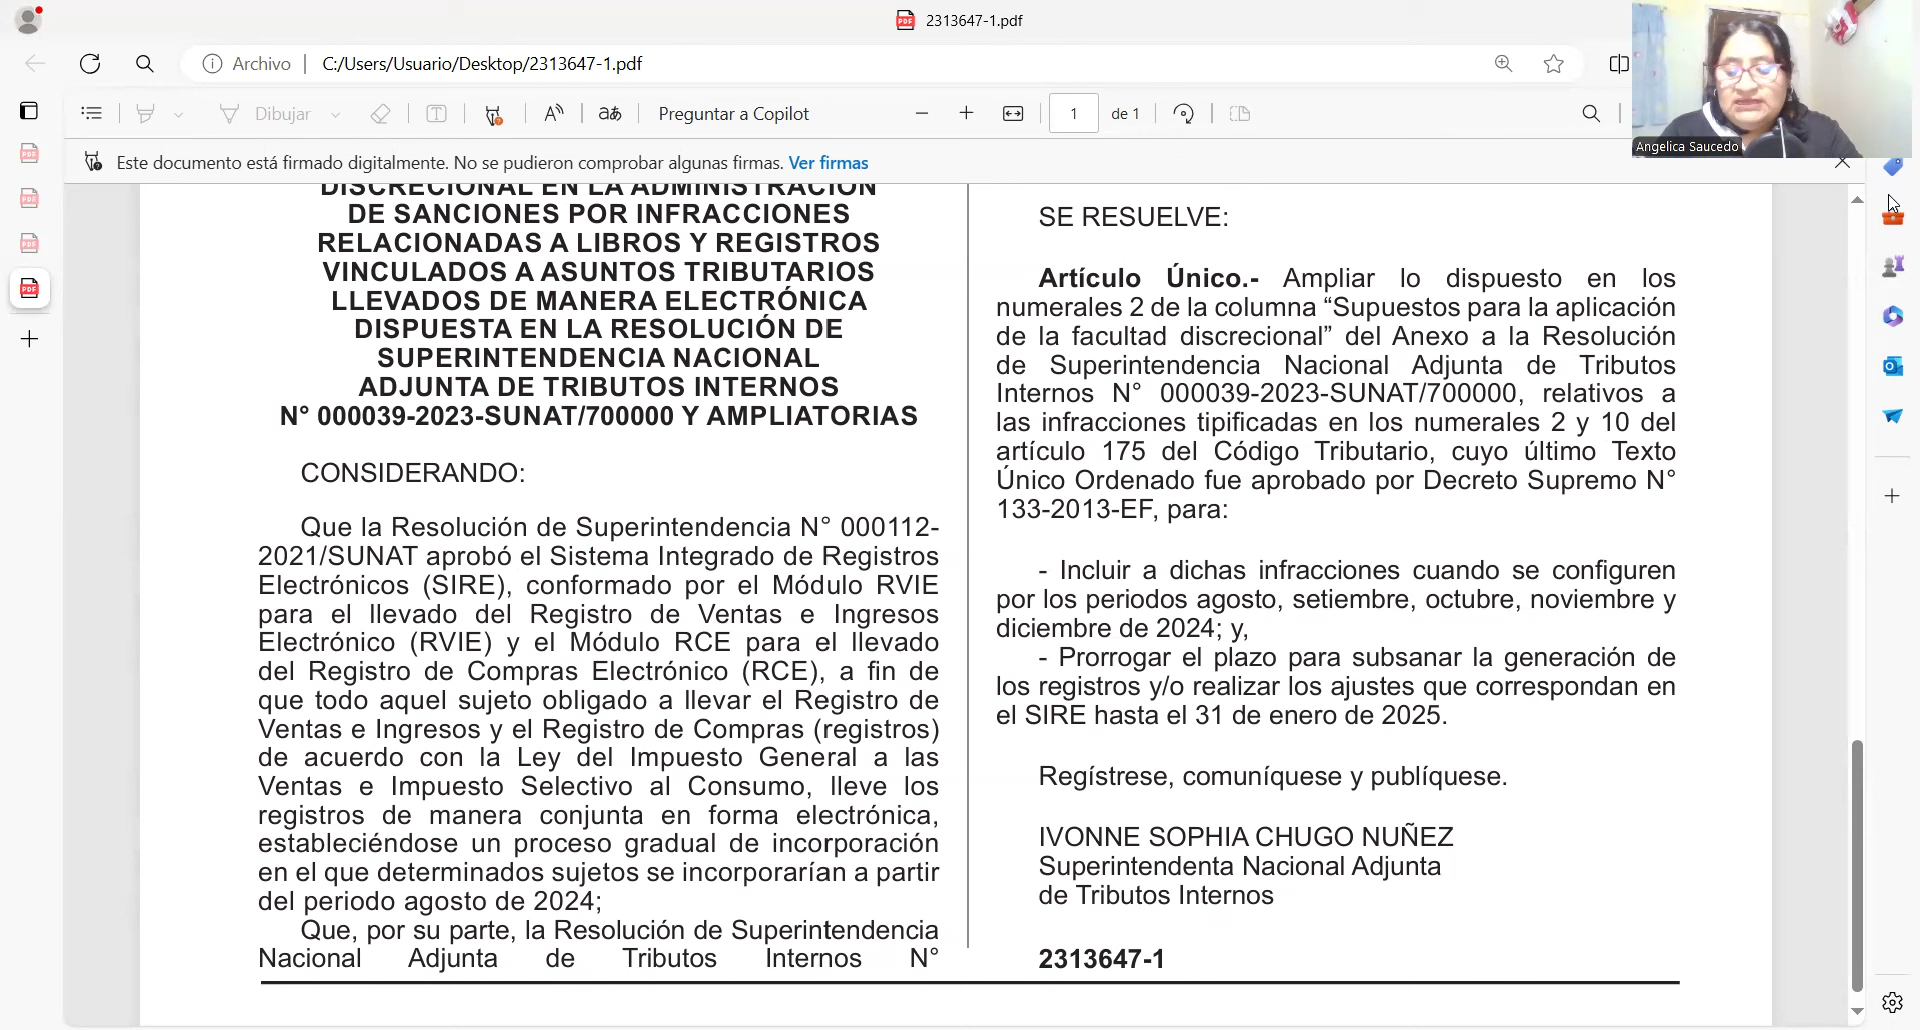 2313647-1.pdf
Archivo
C:/Users/Usuario/Desktop/2313647-1.pdf
Dibujar
Preguntar a Copilot
1
de 1
Angelica Saucedo
Este documento está firmado digitalmente. No se pudieron comprobar algunas firmas. Ver firmas
DISCRECIONAL EN LA ADMINISTRACIÓN
DE SANCIONES POR INFRACCIONES
RELACIONADAS A LIBROS Y REGISTROS
VINCULADOS A ASUNTOS TRIBUTARIOS
LLEVADOS DE MANERA ELECTRÓNICA
DISPUESTA EN LA RESOLUCIÓN DE
SUPERINTENDENCIA NACIONAL
ADJUNTA DE TRIBUTOS INTERNOS
N° 000039-2023-SUNAT/700000 Y AMPLIATORIAS
CONSIDERANDO:
Que la Resolución de Superintendencia N° 000112-
2021/SUNAT aprobó el Sistema Integrado de Registros
Electrónicos (SIRE), conformado por el Módulo RVIE
para el llevado del Registro de Ventas e Ingresos
Electrónico (RVIE) y el Módulo RCE para el llevado
del Registro de Compras Electrónico (RCE), a fin de
que todo aquel sujeto obligado a llevar el Registro de
Ventas e Ingresos y el Registro de Compras (registros)
de acuerdo con la Ley del Impuesto General a las
Ventas e Impuesto Selectivo al Consumo, lleve los
registros de manera conjunta en forma electrónica,
estableciéndose un proceso gradual de incorporación
en el que determinados sujetos se incorporarían a partir
del periodo agosto de 2024;
Que, por su parte, la Resolución de Superintendencia
Nacional Adjunta de Tributos Internos N°
SE RESUELVE:
Artículo Único.- Ampliar lo dispuesto en los
numerales 2 de la columna “Supuestos para la aplicación
de la facultad discrecional” del Anexo a la Resolución
de Superintendencia Nacional Adjunta de Tributos
Internos N° 000039-2023-SUNAT/700000, relativos a
las infracciones tipificadas en los numerales 2 y 10 del
artículo 175 del Código Tributario, cuyo último Texto
Único Ordenado fue aprobado por Decreto Supremo N°
133-2013-EF, para:
- Incluir a dichas infracciones cuando se configuren
por los periodos agosto, setiembre, octubre, noviembre y
diciembre de 2024; y,
- Prorrogar el plazo para subsanar la generación de
los registros y/o realizar los ajustes que correspondan en
el SIRE hasta el 31 de enero de 2025.
Regístrese, comuníquese y publíquese.
IVONNE SOPHIA CHUGO NUÑEZ
Superintendenta Nacional Adjunta
de Tributos Internos
2313647-1